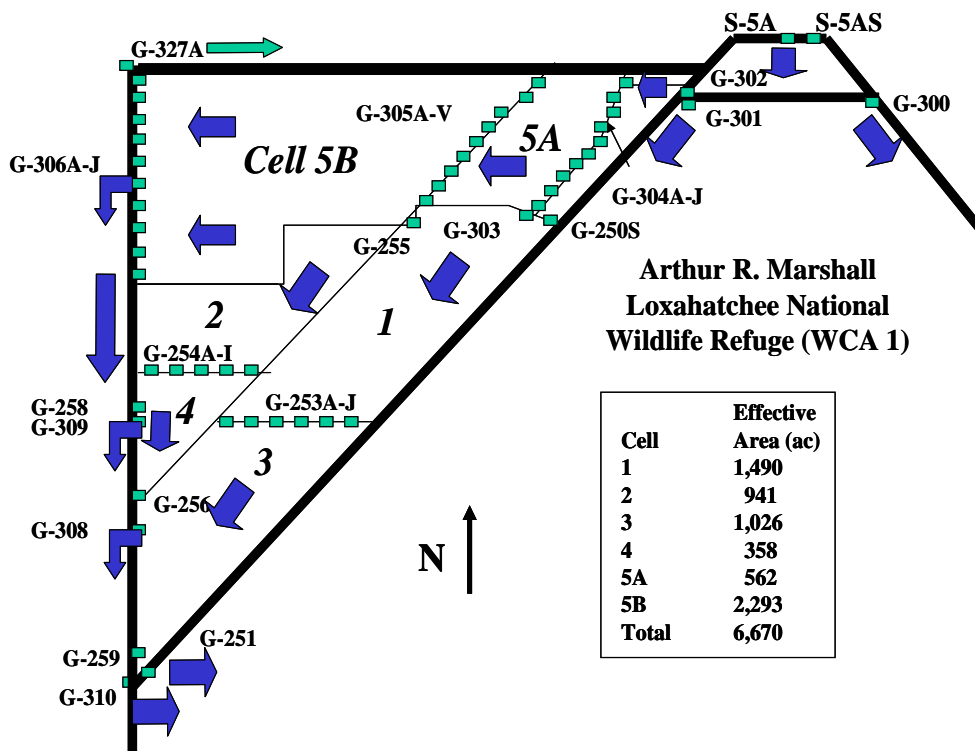 S-5A S-5AS
G-327A
G-302
G-305A-V
5A
G-301
G-300
Cell 5B
G-306A-J
G-304A-J
G-255
G-303
G-250S
Arthur R. Marshall
Loxahatchee National
Wildlife Refuge (WCA 1)
2
1
G-254A-I
G-258
G-309
4
G-253A-J
3
G-256
G-308
N
G-251
G-259
G-310
Effective
Cell Area (ac)
1 1,490
2 941
3 1,026
4 358
5A 562
5B 2,293
Total 6,670